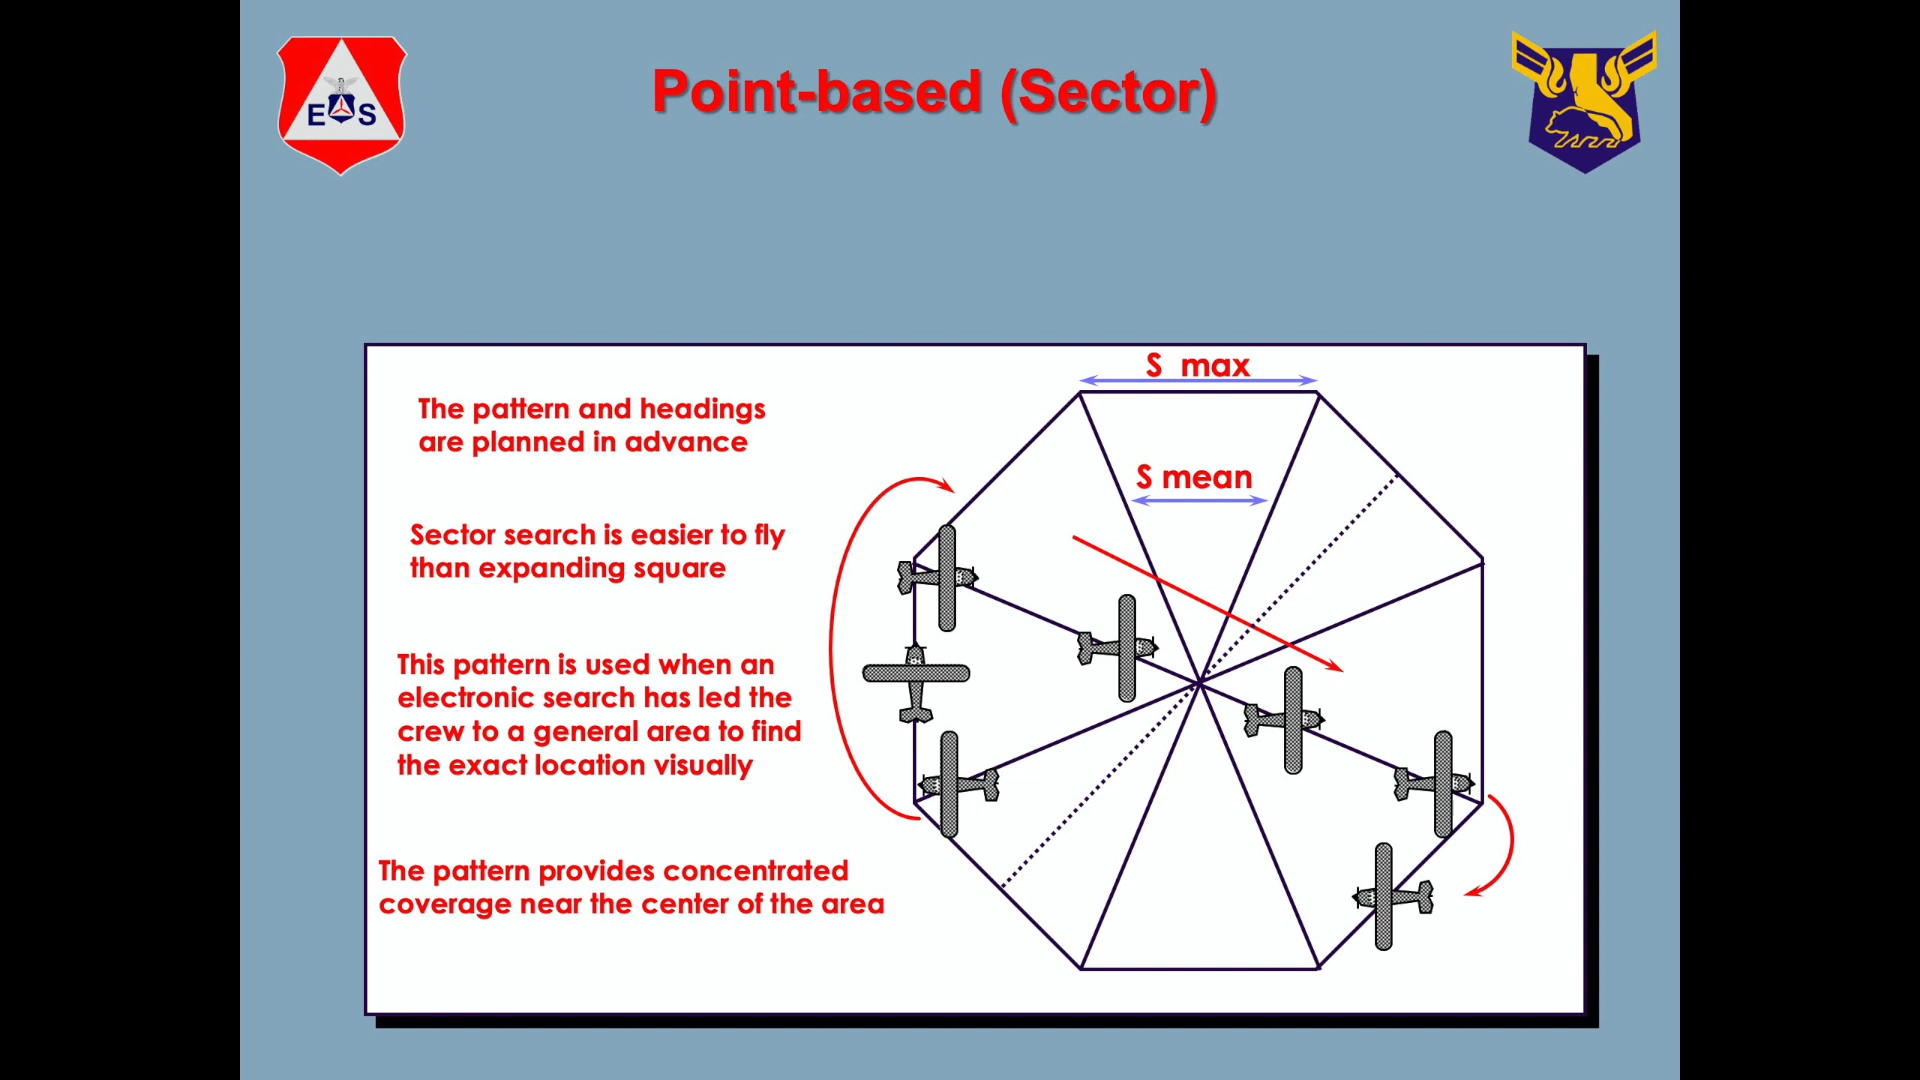 Point-based (Sector)
E S
S max
The pattern and headings
are planned in advance
S mean
Sector search is easier to fly
than expanding square
This pattern is used when an
electronic search has led the
crew to a general area to find
the exact location visually
The pattern provides concentrated
coverage near the center of the area